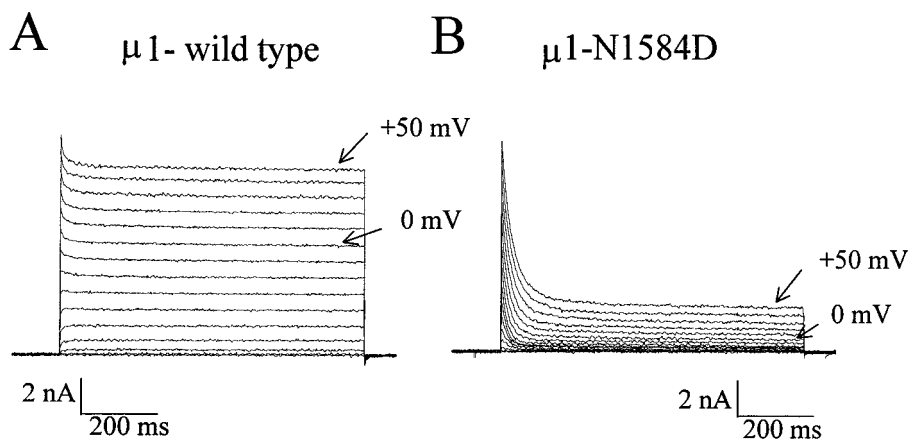 A
μ1- wild type
+50 mV
0 mV
2 nA
200 ms
B
μ1-N1584D
+50 mV
0 mV
2 nA
200 ms